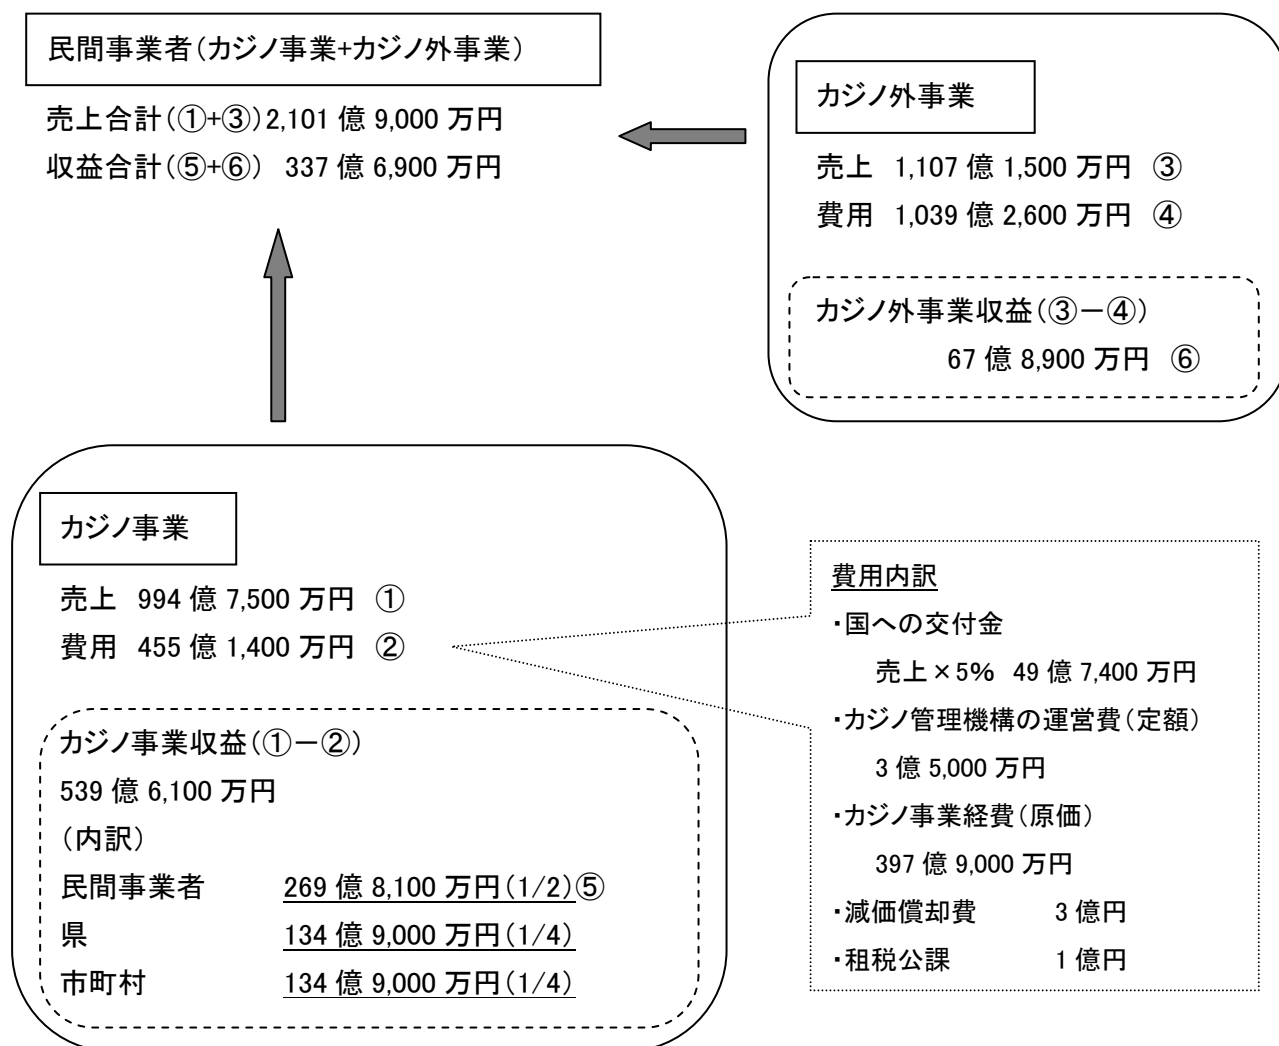 民間事業者(カジノ事業+カジノ外事業)
売上合計(①+③)2,101 億 9,000 万円
収益合計(⑤+⑥) 337 億 6,900 万円
カジノ外事業
売上 1,107 億 1,500 万円 ③
費用 1,039 億 2,600 万円 ④
カジノ外事業収益(③-④)
67 億 8,900 万円 ⑥
カジノ事業
売上 994 億 7,500 万円 ①
費用 455 億 1,400 万円 ②
カジノ事業収益(①-②)
539 億 6,100 万円
(内訳)
民間事業者 269 億 8,100 万円(1/2)⑤
県 134 億 9,000 万円(1/4)
市町村 134 億 9,000 万円(1/4)
費用内訳
・国への交付金
売上×5% 49 億 7,400 万円
・カジノ管理機構の運営費(定額)
3 億 5,000 万円
・カジノ事業経費(原価)
397 億 9,000 万円
・減価償却費 3 億円
・租税公課 1 億円